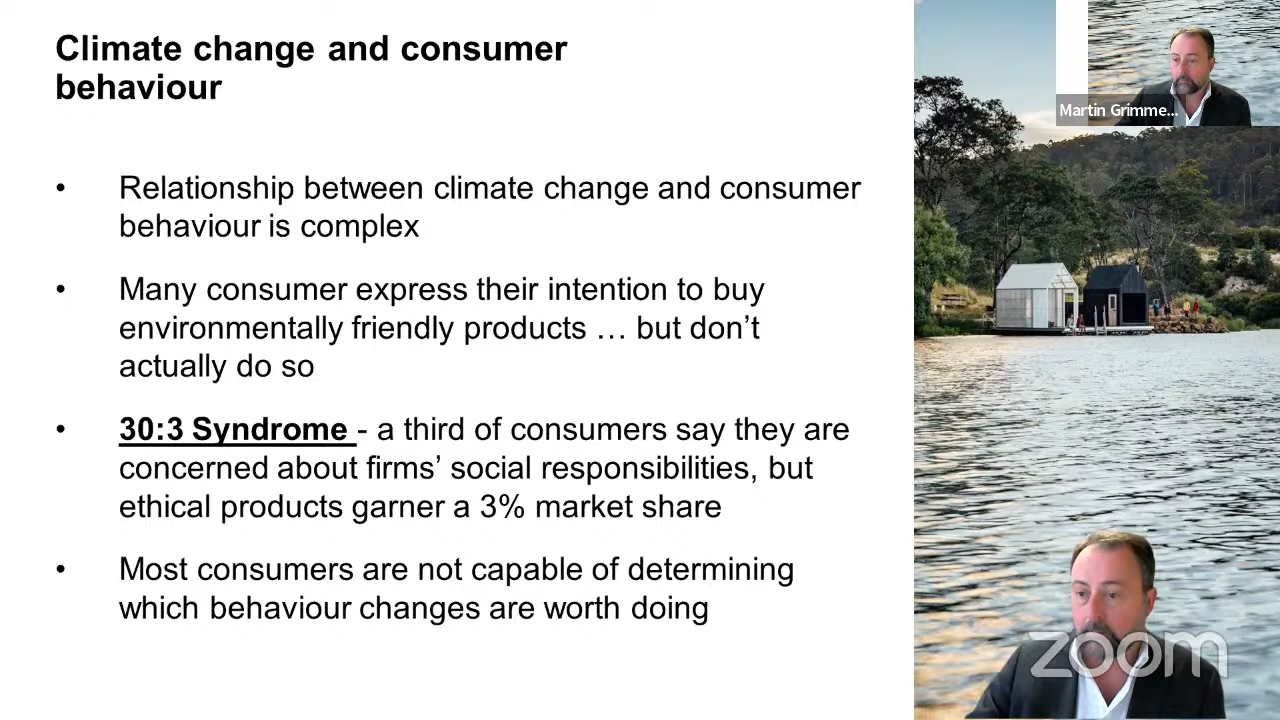 Climate change and consumer
behaviour
• Relationship between climate change and consumer
behaviour is complex
• Many consumer express their intention to buy
environmentally friendly products … but don’t
actually do so
• 30:3 Syndrome - a third of consumers say they are
concerned about firms’ social responsibilities, but
ethical products garner a 3% market share
• Most consumers are not capable of determining
which behaviour changes are worth doing
Martin Grimme...
zoom